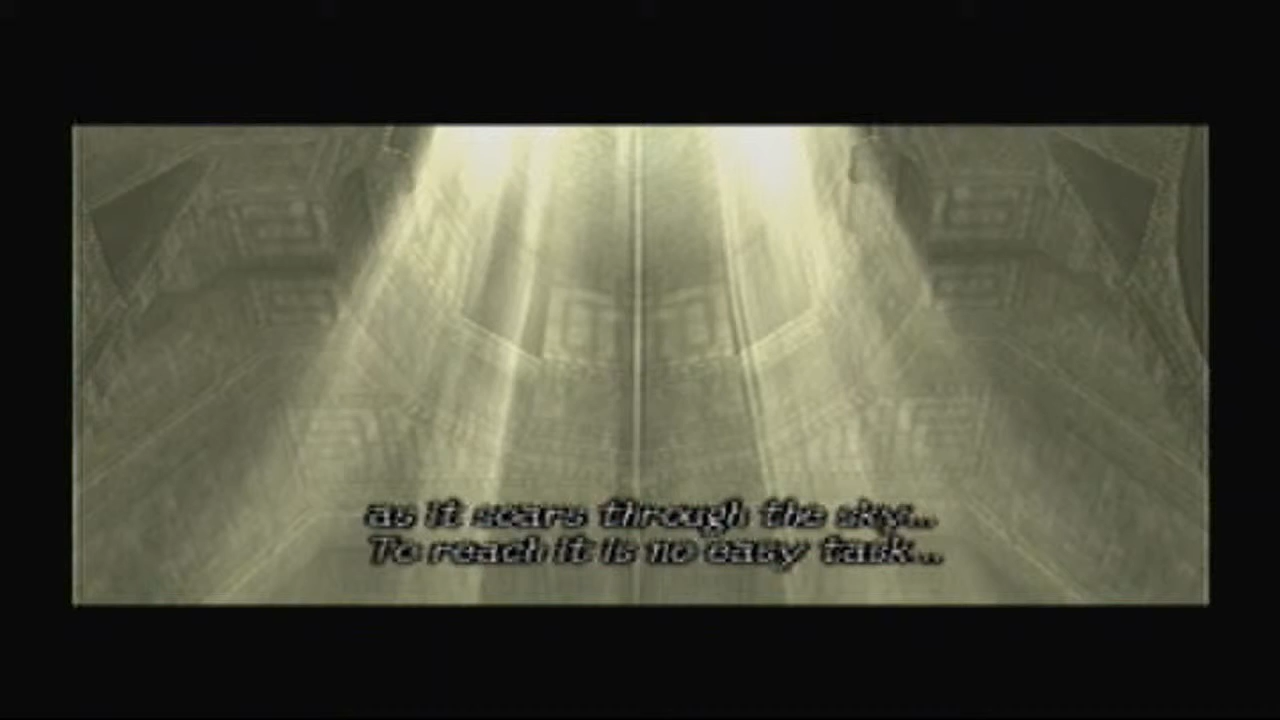 as it soars through the sky...
To reach it is no easy task...